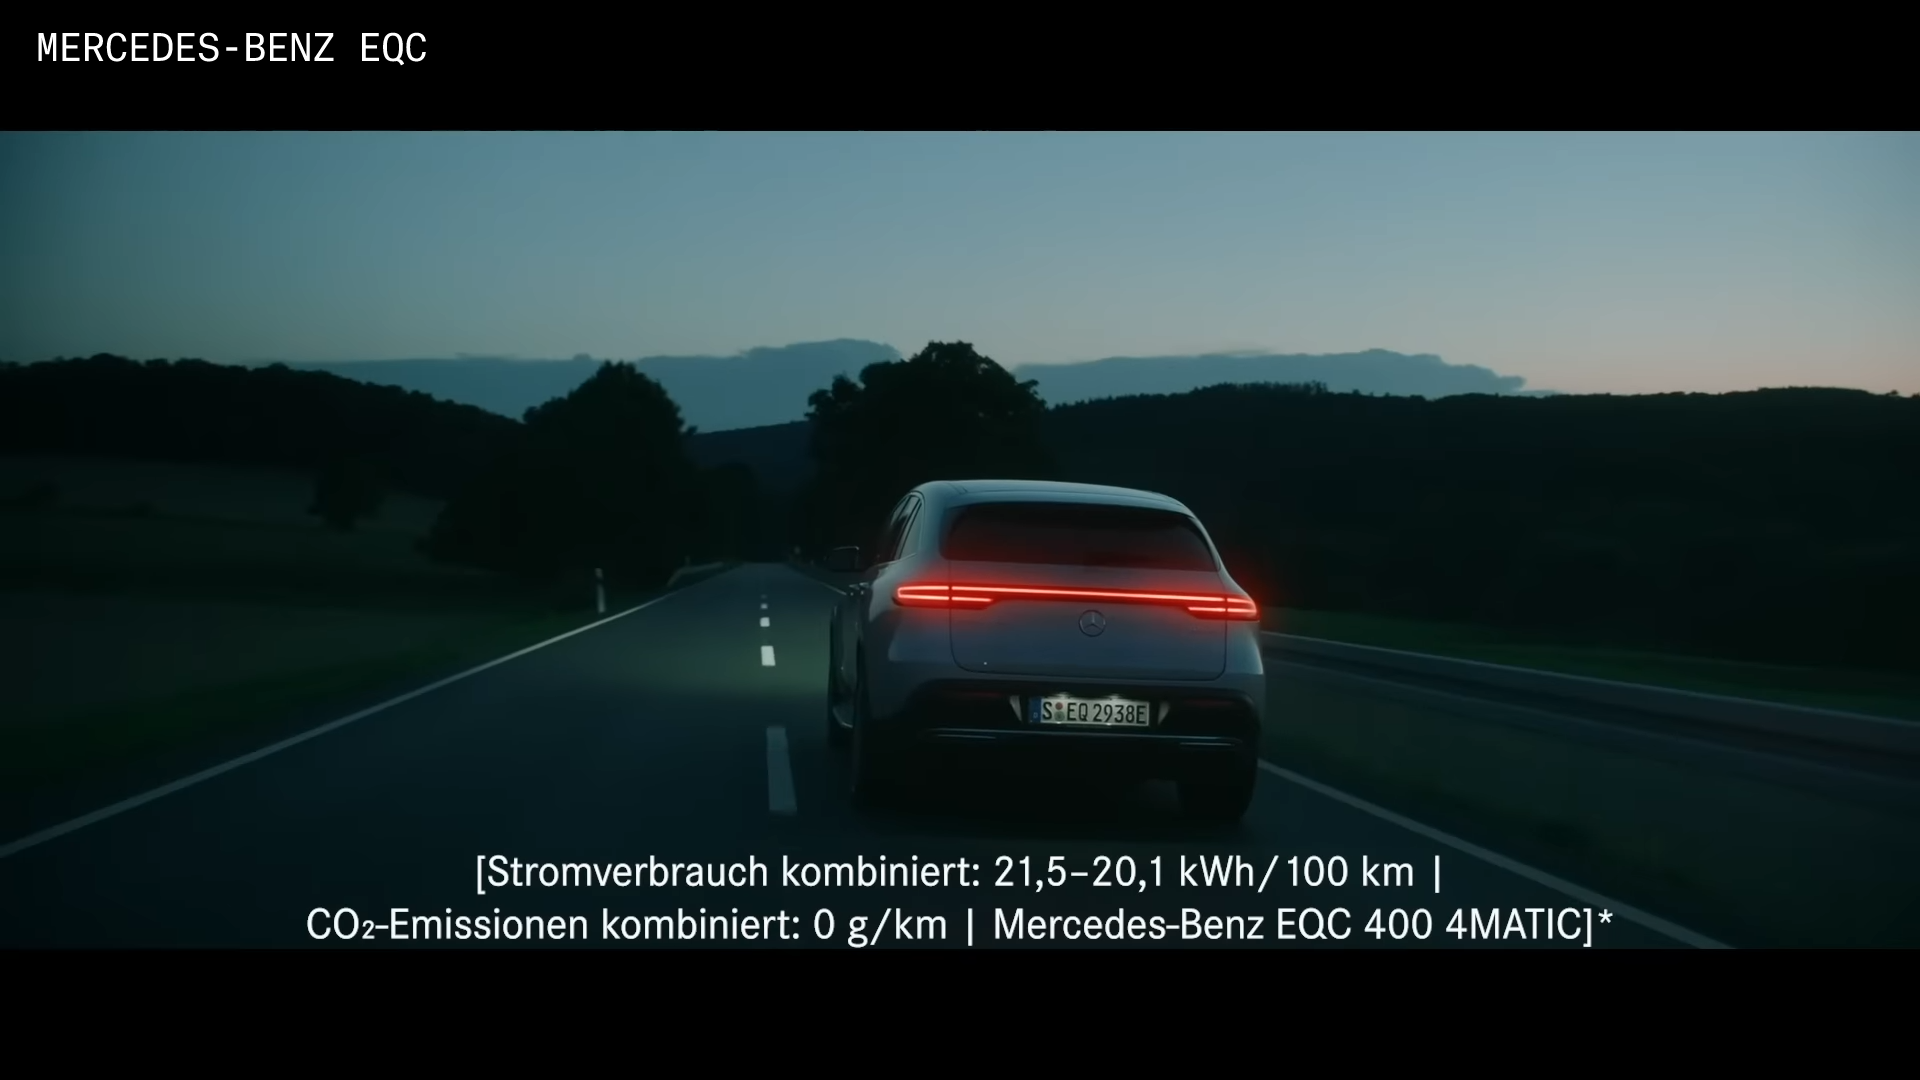 MERCEDES-BENZ EQC
S EQ 2938E
[Stromverbrauch kombiniert: 21,5–20,1 kWh/100 km |
CO₂-Emissionen kombiniert: 0 g/km | Mercedes-Benz EQC 400 4MATIC]*